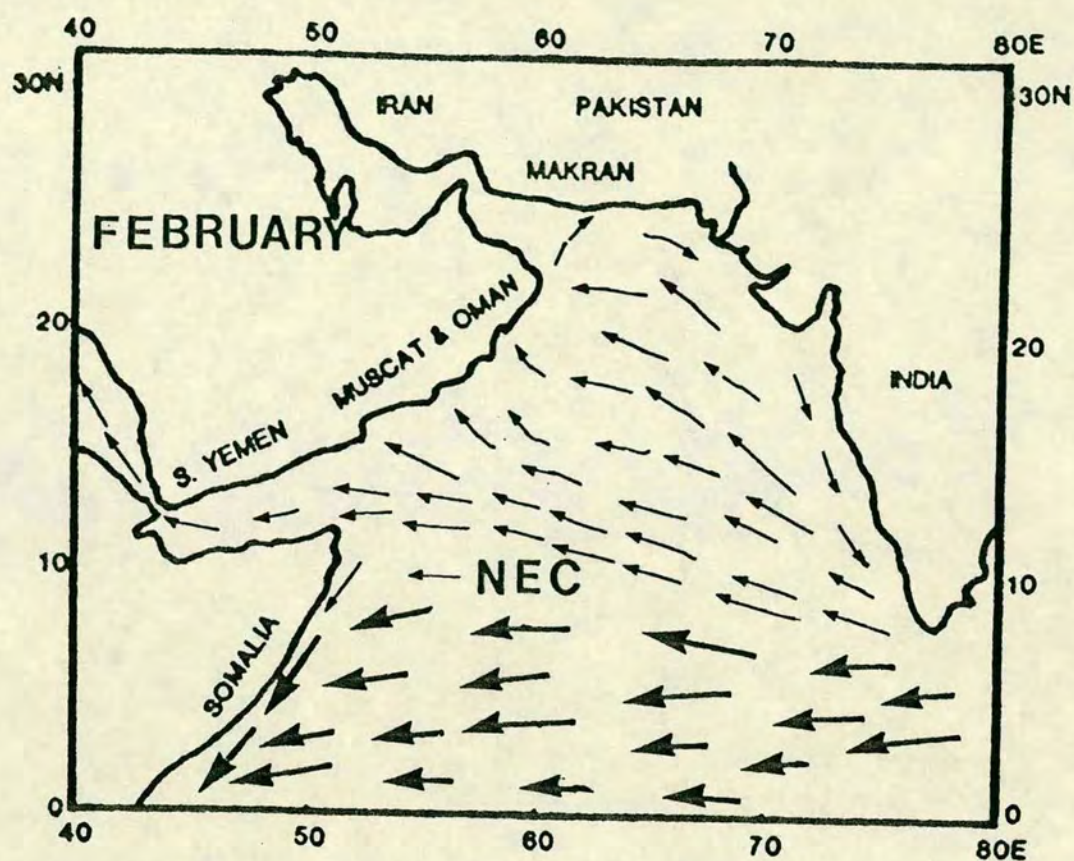 40 50 60 70 80E
30N 30N
IRAN PAKISTAN
MAKRAN
FEBRUARY
20 20
MUSCAT & OMAN
INDIA
S. YEMEN
10 10
NEC
SOMALIA
0 0
40 50 60 70 80E